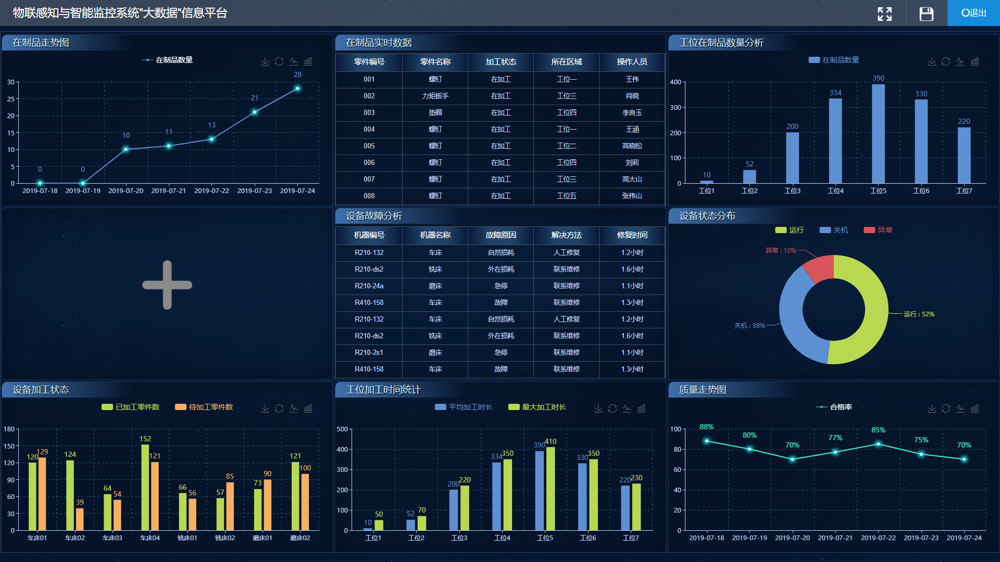 物联感知与智能监控系统"大数据"信息平台
退出
在制品走势图
在制品数量
30
25
20
15
10
5
0
0
0
10
11
13
21
28
2019-07-18 2019-07-19 2019-07-20 2019-07-21 2019-07-22 2019-07-23 2019-07-24
在制品实时数据
零件编号 零件名称 加工状态 所在区域 操作人员
001 螺钉 在加工 工位一 王伟
002 力矩扳手 在加工 工位三 肖晓
003 垫圈 在加工 工位四 李良玉
004 螺钉 在加工 工位一 王涵
005 螺钉 在加工 工位二 高晓松
006 螺钉 在加工 工位四 刘莉
007 螺钉 在加工 工位三 高大山
008 螺钉 在加工 工位五 张伟山
工位在制品数量分析
在制品数量
400
300
200
100
0
10
52
200
334
390
330
220
工位1 工位2 工位3 工位4 工位5 工位6 工位7
设备故障分析
机器编号 机器名称 故障原因 解决方法 修复时间
R210-132 车床 自然损耗 人工修复 1.2小时
R210-ds2 铣床 外在损耗 联系维修 1.6小时
R210-24a 磨床 急停 联系维修 1.1小时
R410-158 车床 故障 联系维修 1.3小时
R210-132 车床 自然损耗 人工修复 1.2小时
R210-ds2 铣床 外在损耗 联系维修 1.6小时
R210-2s1 磨床 急停 联系维修 1.1小时
R410-158 车床 故障 联系维修 1.3小时
设备状态分布
运行 关机 异常
异常 : 10%
运行 : 52%
关机 : 38%
设备加工状态
已加工零件数 待加工零件数
180
150
120
90
60
30
0
120 129
124 39
64 54
152 121
66 56
57 85
73 90
121 100
车床01 车床02 车床03 车床04 铣床01 铣床02 磨床01 磨床02
工位加工时间统计
平均加工时长 最大加工时长
500
400
300
200
100
0
10 50
52 70
200 220
334 350
390 410
330 350
220 230
工位1 工位2 工位3 工位4 工位5 工位6 工位7
质量走势图
合格率
100
80
60
40
20
0
88%
80%
70%
77%
85%
75%
70%
2019-07-18 2019-07-19 2019-07-20 2019-07-21 2019-07-22 2019-07-23 2019-07-24